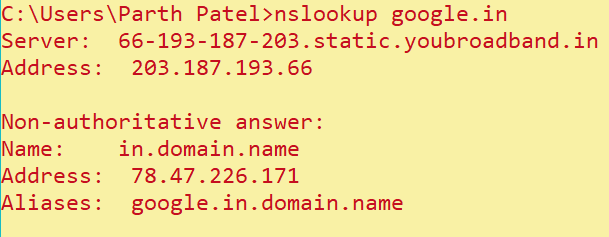 C:\Users\Parth Patel>nslookup google.in
Server:  66-193-187-203.static.youbroadband.in
Address:  203.187.193.66

Non-authoritative answer:
Name:    in.domain.name
Address:  78.47.226.171
Aliases:  google.in.domain.name